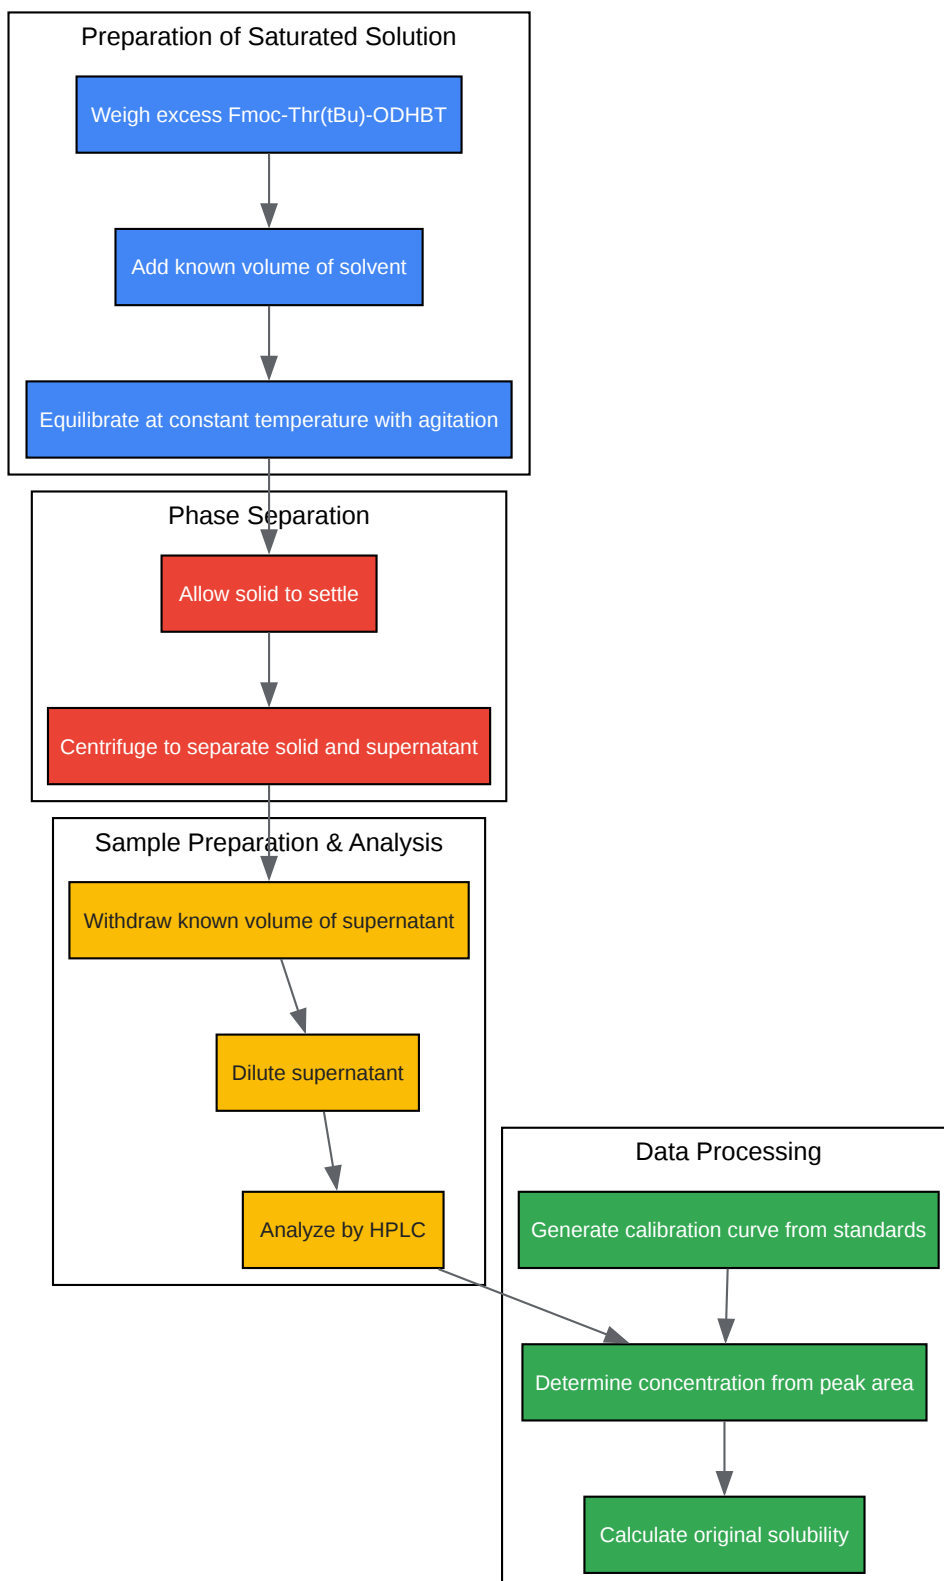 Preparation of Saturated Solution
Weigh excess Fmoc-Thr(tBu)-ODHBT
Add known volume of solvent
Equilibrate at constant temperature with agitation
Phase Separation
Allow solid to settle
Centrifuge to separate solid and supernatant
Sample Preparation & Analysis
Withdraw known volume of supernatant
Dilute supernatant
Analyze by HPLC
Data Processing
Generate calibration curve from standards
Determine concentration from peak area
Calculate original solubility